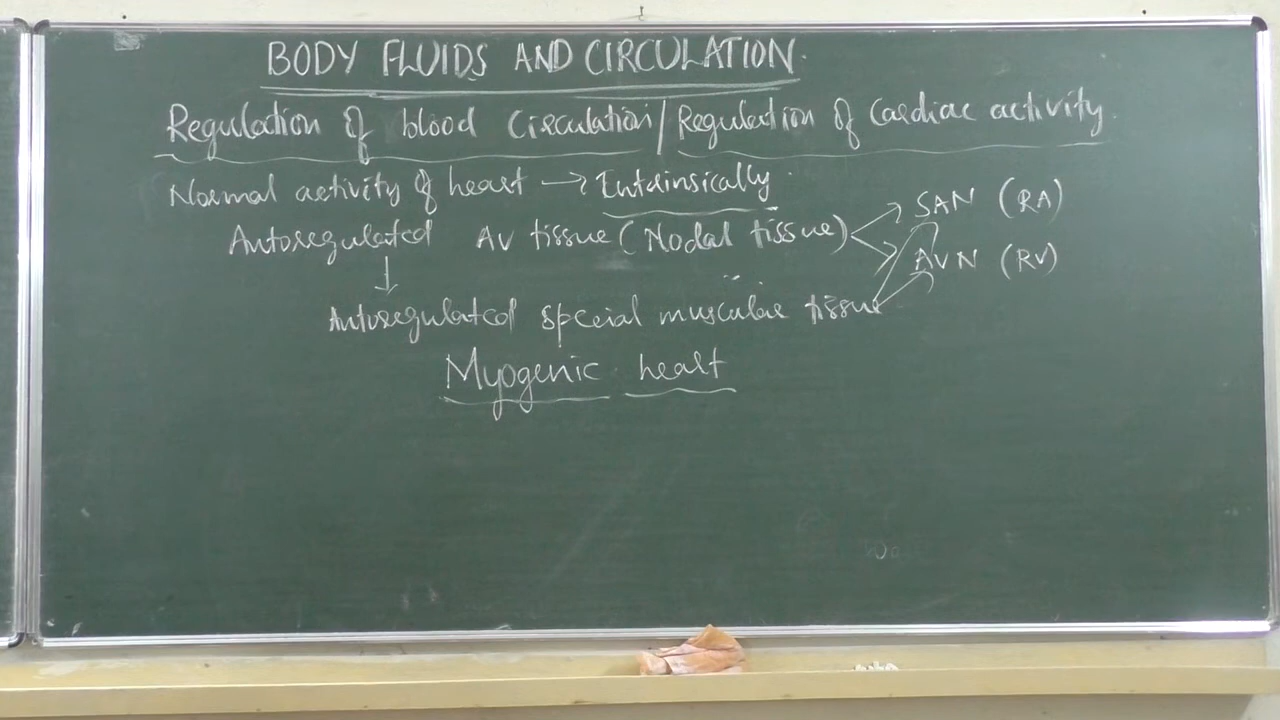 BODY FLUIDS AND CIRCULATION.
Regulation of blood Circulation / Regulation of Cardiac activity.
Normal activity of heart → Intrinsically.
Autoregulated AV tissue (Nodal tissue) SAN (RA)
AVN (RV)
↓
Autoregulated special muscular tissue
Myogenic heart